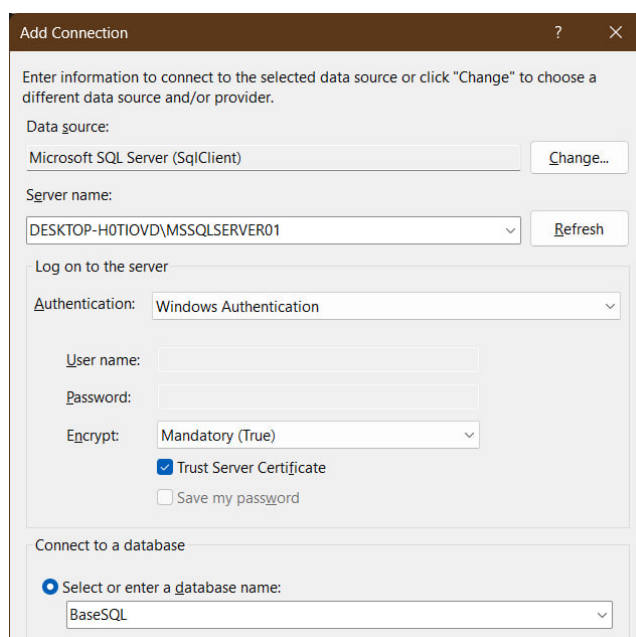 Add Connection
?
Enter information to connect to the selected data source or click "Change" to choose a
different data source and/or provider.
Data source:
Microsoft SQL Server (SqlClient)
Change...
Server name:
DESKTOP-H0TIOVD\MSSQLSERVER01
Refresh
Log on to the server
Authentication:
Windows Authentication
User name:
Password:
Encrypt:
Mandatory (True)
Trust Server Certificate
Save my password
Connect to a database
Select or enter a database name:
BaseSQL